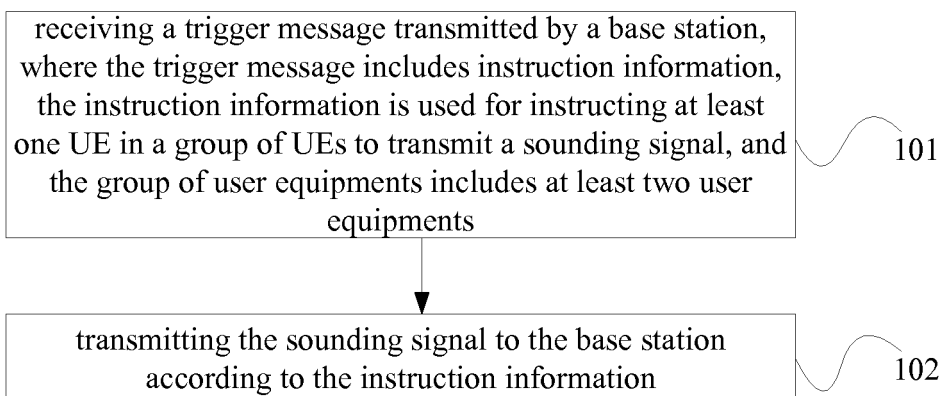 receiving a trigger message transmitted by a base station,
where the trigger message includes instruction information,
the instruction information is used for instructing at least
one UE in a group of UEs to transmit a sounding signal, and
the group of user equipments includes at least two user
equipments
101
transmitting the sounding signal to the base station
according to the instruction information
102